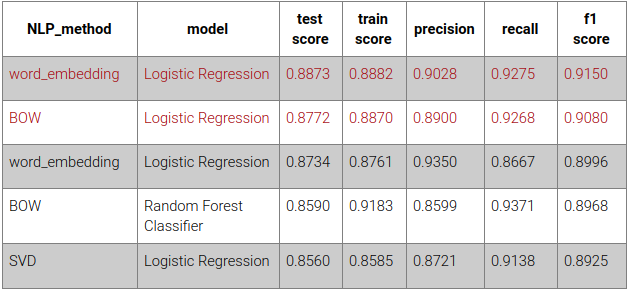 NLP_method model test score train score precision recall f1 score
word_embedding Logistic Regression 0.8873 0.8882 0.9028 0.9275 0.9150
BOW Logistic Regression 0.8772 0.8870 0.8900 0.9268 0.9080
word_embedding Logistic Regression 0.8734 0.8761 0.9350 0.8667 0.8996
BOW Random Forest Classifier 0.8590 0.9183 0.8599 0.9371 0.8968
SVD Logistic Regression 0.8560 0.8585 0.8721 0.9138 0.8925